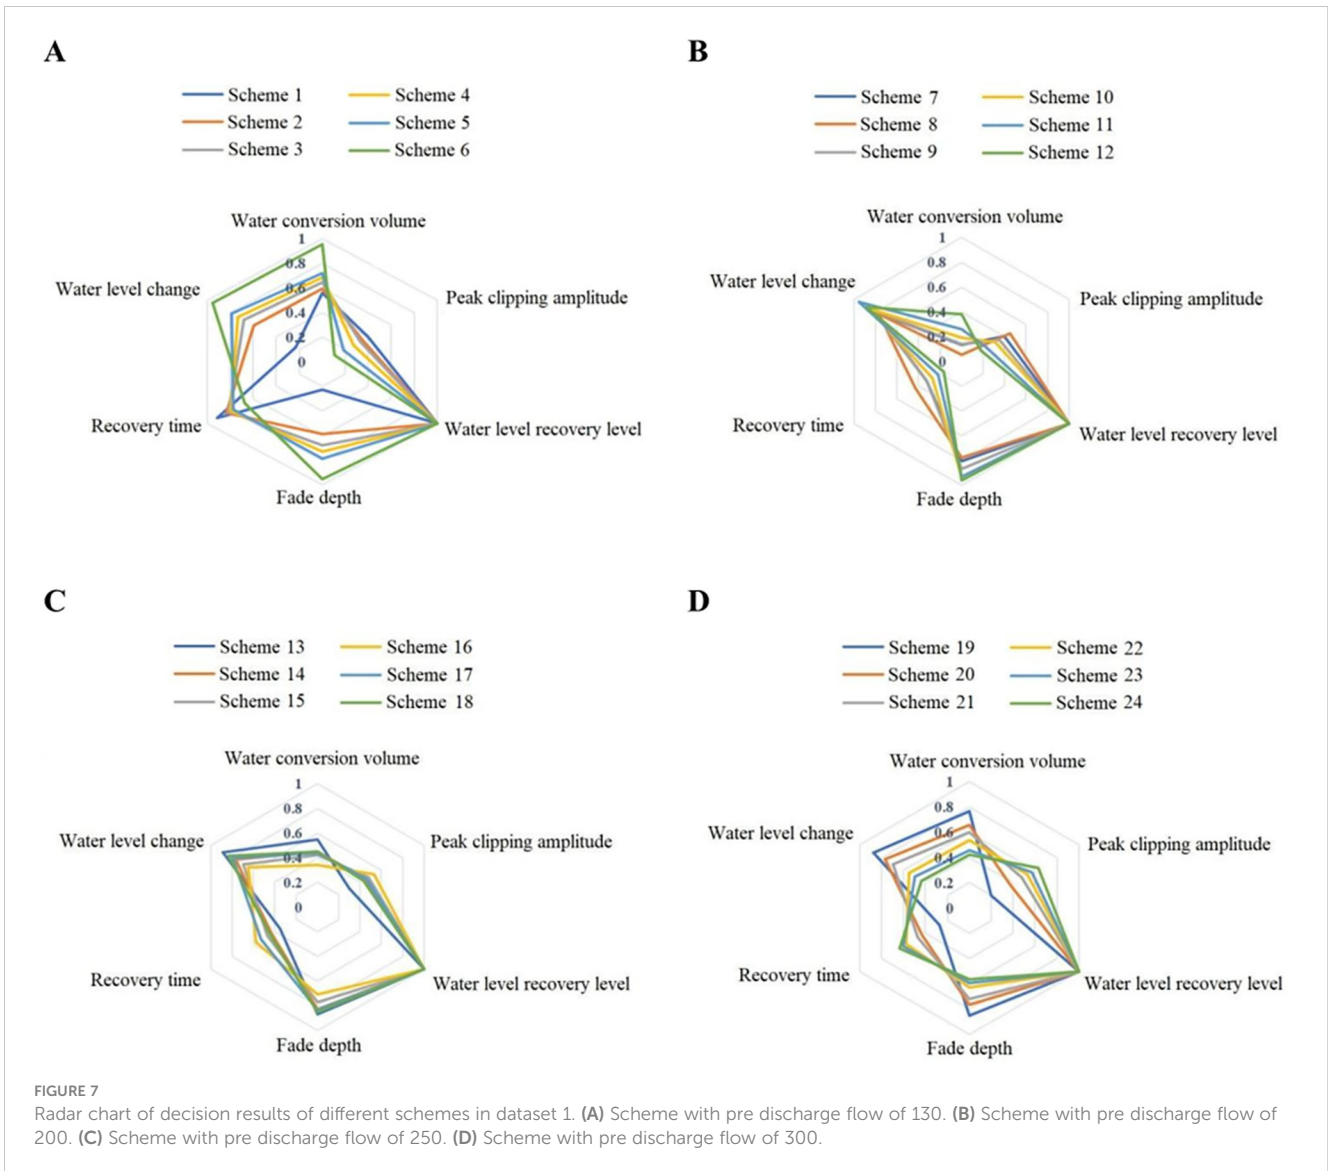 A
Scheme 1
Scheme 4
Scheme 2
Scheme 5
Scheme 3
Scheme 6
Water conversion volume
1
0.8
0.6
0.4
0.2
0
Water level change
Peak clipping amplitude
Recovery time
Water level recovery level
Fade depth
B
Scheme 7
Scheme 10
Scheme 8
Scheme 11
Scheme 9
Scheme 12
Water conversion volume
1
0.8
0.6
0.4
0.2
0
Water level change
Peak clipping amplitude
Recovery time
Water level recovery level
Fade depth
C
Scheme 13
Scheme 16
Scheme 14
Scheme 17
Scheme 15
Scheme 18
Water conversion volume
1
0.8
0.6
0.4
0.2
0
Water level change
Peak clipping amplitude
Recovery time
Water level recovery level
Fade depth
D
Scheme 19
Scheme 22
Scheme 20
Scheme 23
Scheme 21
Scheme 24
Water conversion volume
1
0.8
0.6
0.4
0.2
0
Water level change
Peak clipping amplitude
Recovery time
Water level recovery level
Fade depth
FIGURE 7
Radar chart of decision results of different schemes in dataset 1. (A) Scheme with pre discharge flow of 130. (B) Scheme with pre discharge flow of
200. (C) Scheme with pre discharge flow of 250. (D) Scheme with pre discharge flow of 300.